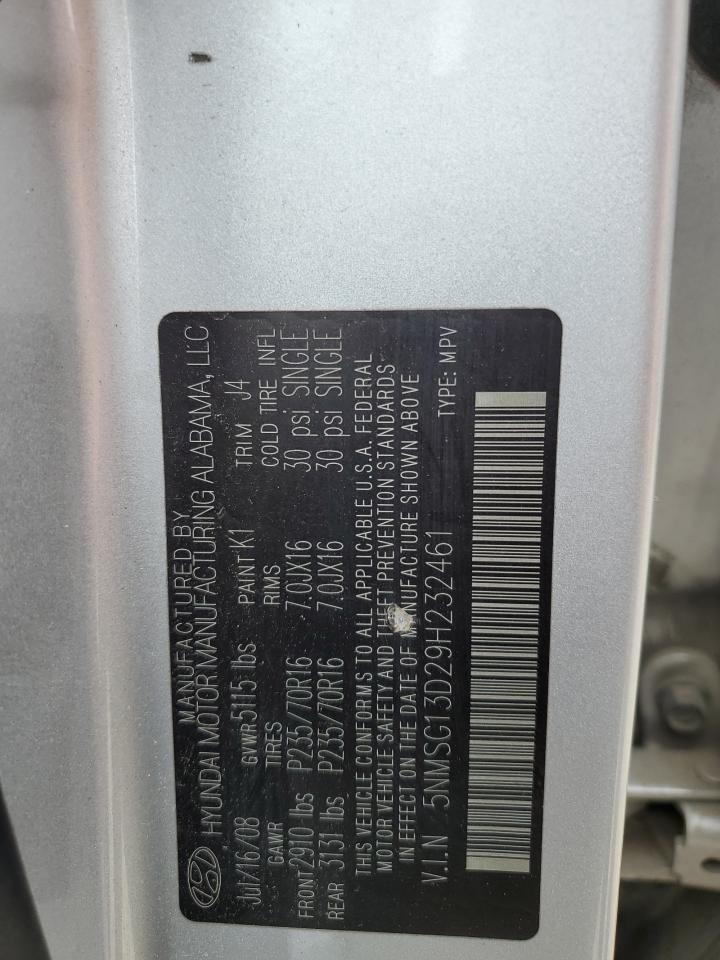 MANUFACTURED BY
HYUNDAI MOTOR MANUFACTURING ALABAMA, LLC
Jul/16/08 GVWR 5115 lbs PAINT K1 TRIM J4
GAWR TIRES RIMS COLD TIRE INFL
FRONT 2910 lbs P235/70R16 7.0JX16 30 psi SINGLE
REAR 3131 lbs P235/70R16 7.0JX16 30 psi SINGLE
THIS VEHICLE CONFORMS TO ALL APPLICABLE U.S.A. FEDERAL
MOTOR VEHICLE SAFETY AND THEFT PREVENTION STANDARDS
IN EFFECT ON THE DATE OF MANUFACTURE SHOWN ABOVE
V.I.N 5NMSG13D29H232461 TYPE: MPV